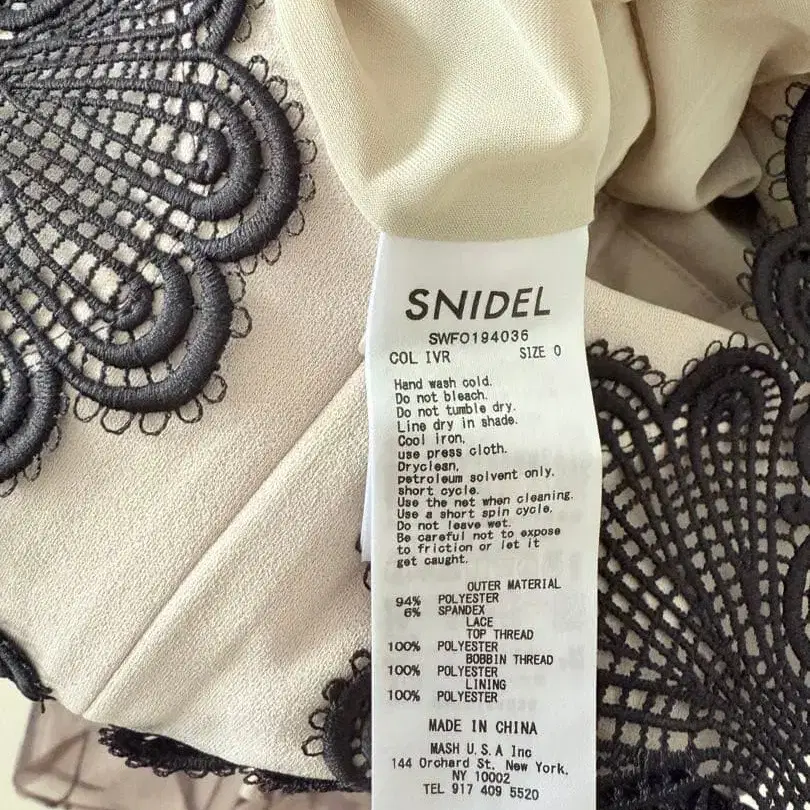 SNIDEL
SWFO194036
COL IVR SIZE 0
Hand wash cold.
Do not bleach.
Do not tumble dry.
Line dry in shade.
Cool iron,
use press cloth.
Dryclean,
petroleum solvent only.
short cycle.
Use the net when cleaning.
Use a short spin cycle.
Do not leave wet.
Be careful not to expose
to friction or let it
get caught.
OUTER MATERIAL
94% POLYESTER
6% SPANDEX
LACE
TOP THREAD
100% POLYESTER
BOBBIN THREAD
100% POLYESTER
LINING
100% POLYESTER
MADE IN CHINA
MASH U.S.A Inc
144 Orchard St. New York.
NY 10002
TEL 917 409 5520